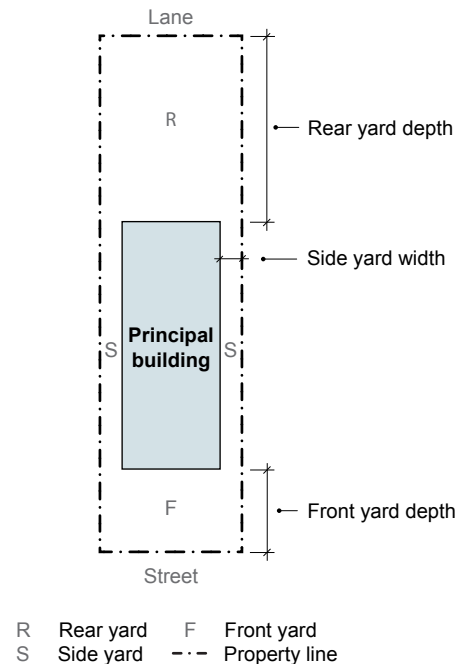 Lane
R
Rear yard depth
Side yard width
Principal
building
S
S
F
Front yard depth
Street
R Rear yard F Front yard
S Side yard Property line